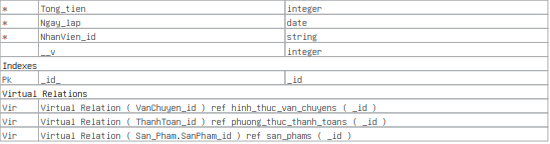 * Tong_tien integer
* Ngay_lap date
* NhanVien_id string
__v integer
Indexes
Pk _id_ _id
Virtual Relations
Vir Virtual Relation ( VanChuyen_id ) ref hinh_thuc_van_chuyens ( _id )
Vir Virtual Relation ( ThanhToan_id ) ref phuong_thuc_thanh_toans ( _id )
Vir Virtual Relation ( San_Pham.SanPham_id ) ref san_phams ( _id )